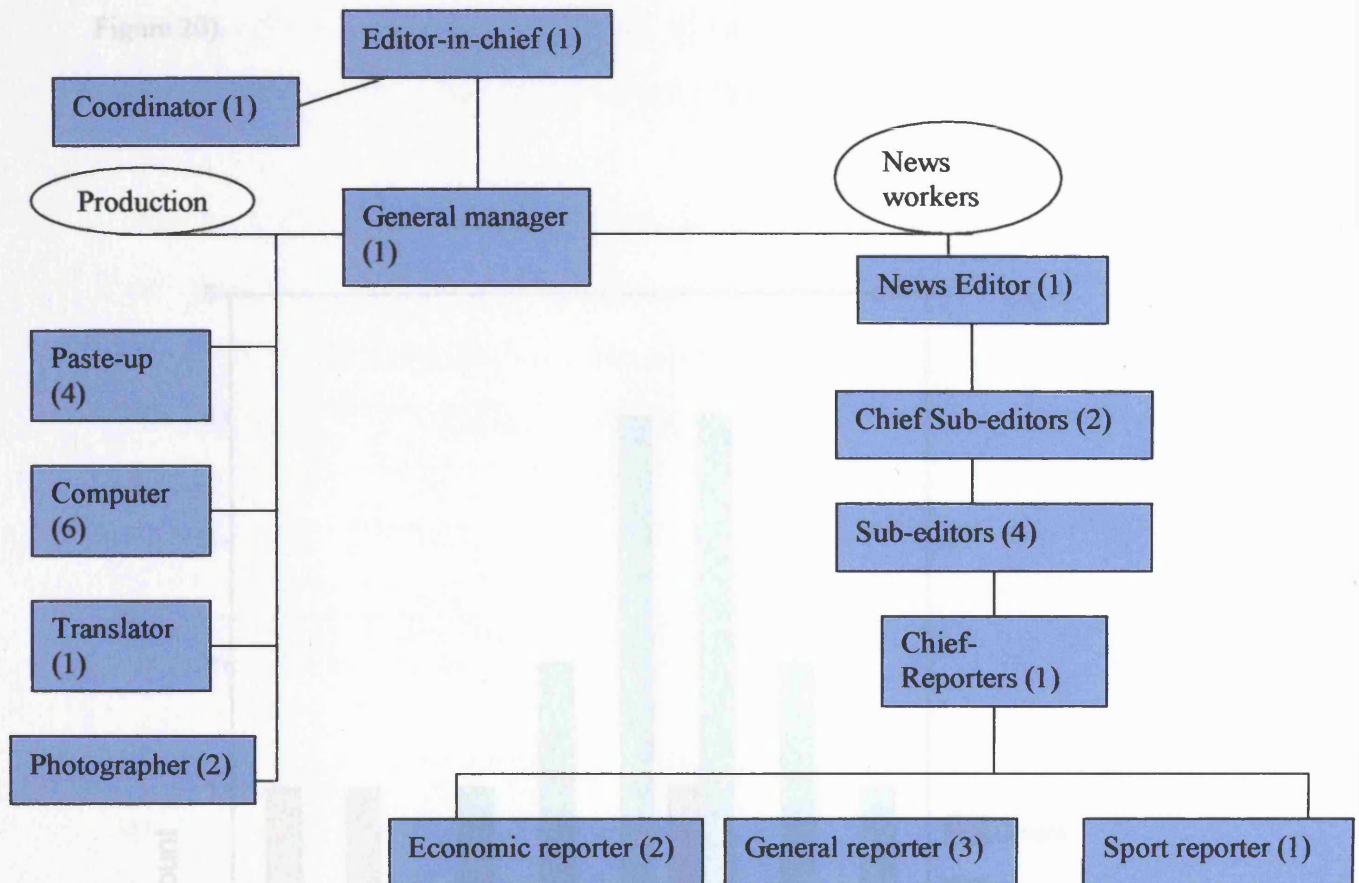 Figure 20)
Editor-in-chief (1)
Coordinator (1)
News
workers
Production
General manager
(1)
News Editor (1)
Paste-up
(4)
Chief Sub-editors (2)
Computer
(6)
Sub-editors (4)
Translator
(1)
Chief-
Reporters (1)
Photographer (2)
Economic reporter (2)
General reporter (3)
Sport reporter (1)